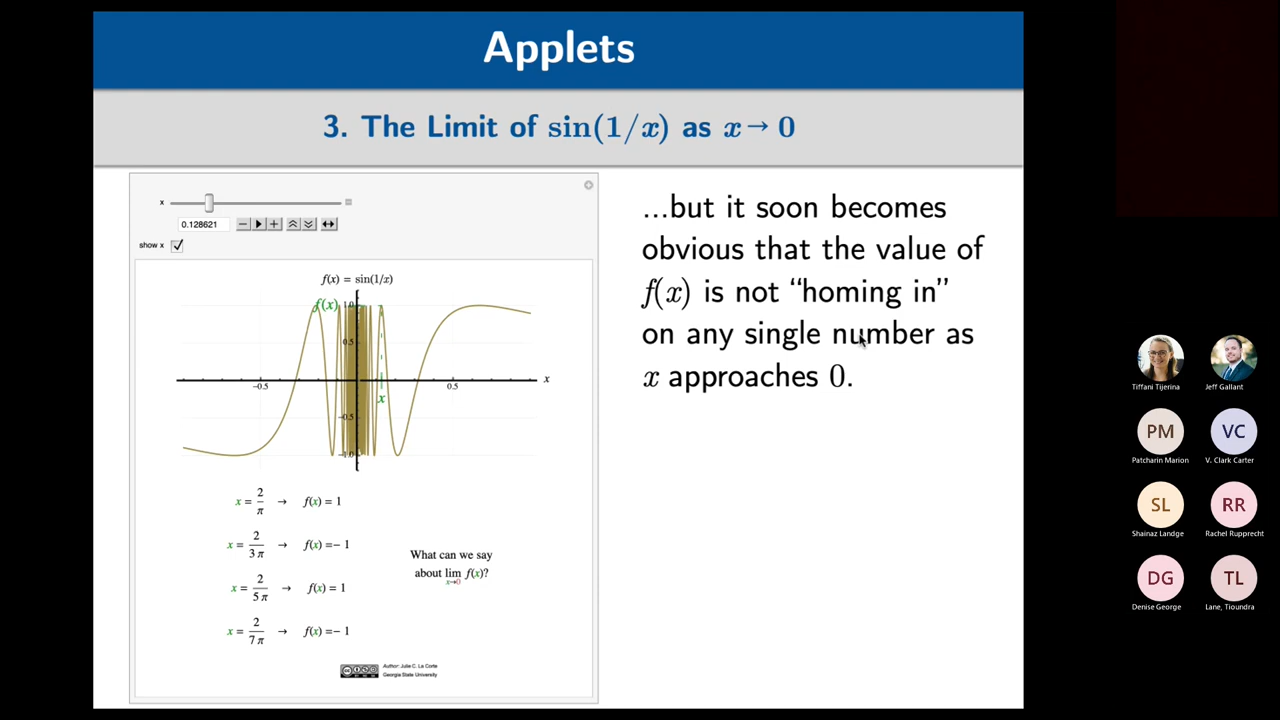 Applets
3. The Limit of sin(1/x) as x → 0
x
0.128621
show x
f(x) = sin(1/x)
f(x)
1.0
0.5
-0.5
0.5
x
x
-0.5
-1.0
x = 2/π → f(x) = 1
x = 2/3π → f(x) = -1
x = 2/5π → f(x) = 1
x = 2/7π → f(x) = -1
What can we say
about lim x→0 f(x)?
Author: Julie C. La Corte
Georgia State University
...but it soon becomes
obvious that the value of
f(x) is not “homing in”
on any single number as
x approaches 0.
Tiffani Tijerina
Jeff Gallant
PM
VC
Patcharin Marion
V. Clark Carter
SL
RR
Shainaz Landge
Rachel Rupprecht
DG
TL
Denise George
Lane, Tioundra